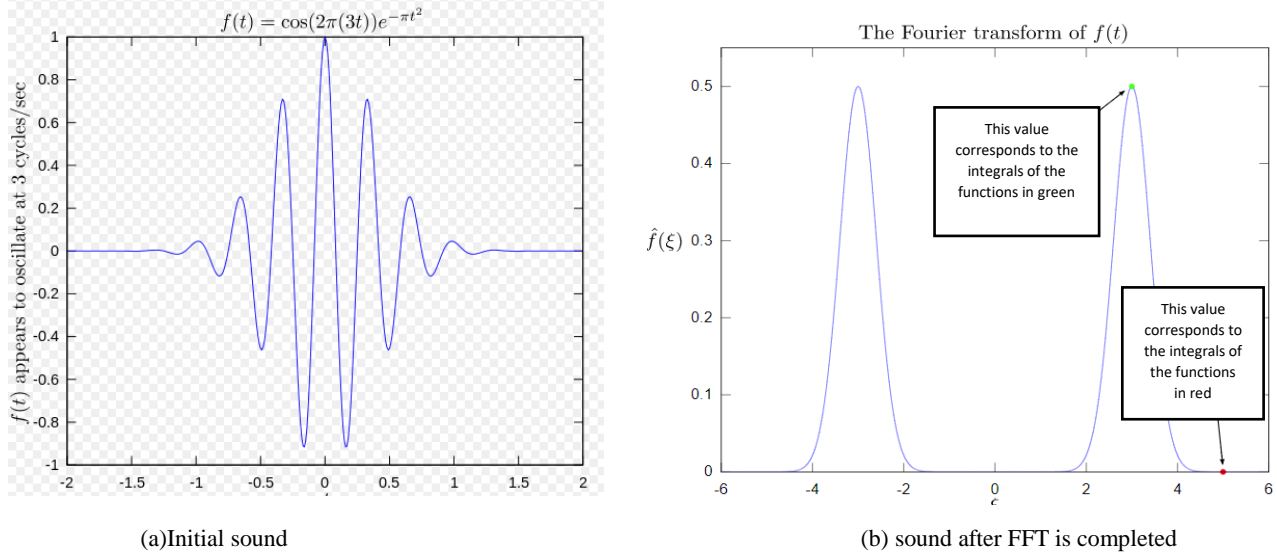 f(t) = cos(2π(3t))e^{-πt²}
f(t) appears to oscillate at 3 cycles/sec
1
0.8
0.6
0.4
0.2
0
-0.2
-0.4
-0.6
-0.8
-1
-2 -1.5 -1 -0.5 0 0.5 1 1.5 2
(a)Initial sound
The Fourier transform of f(t)
f̂(ξ)
0.5
0.4
0.3
0.2
0.1
0
-6 -4 -2 0 2 4 6
This value
corresponds to the
integrals of the
functions in green
This value
corresponds to
the integrals of
the functions
in red
(b) sound after FFT is completed